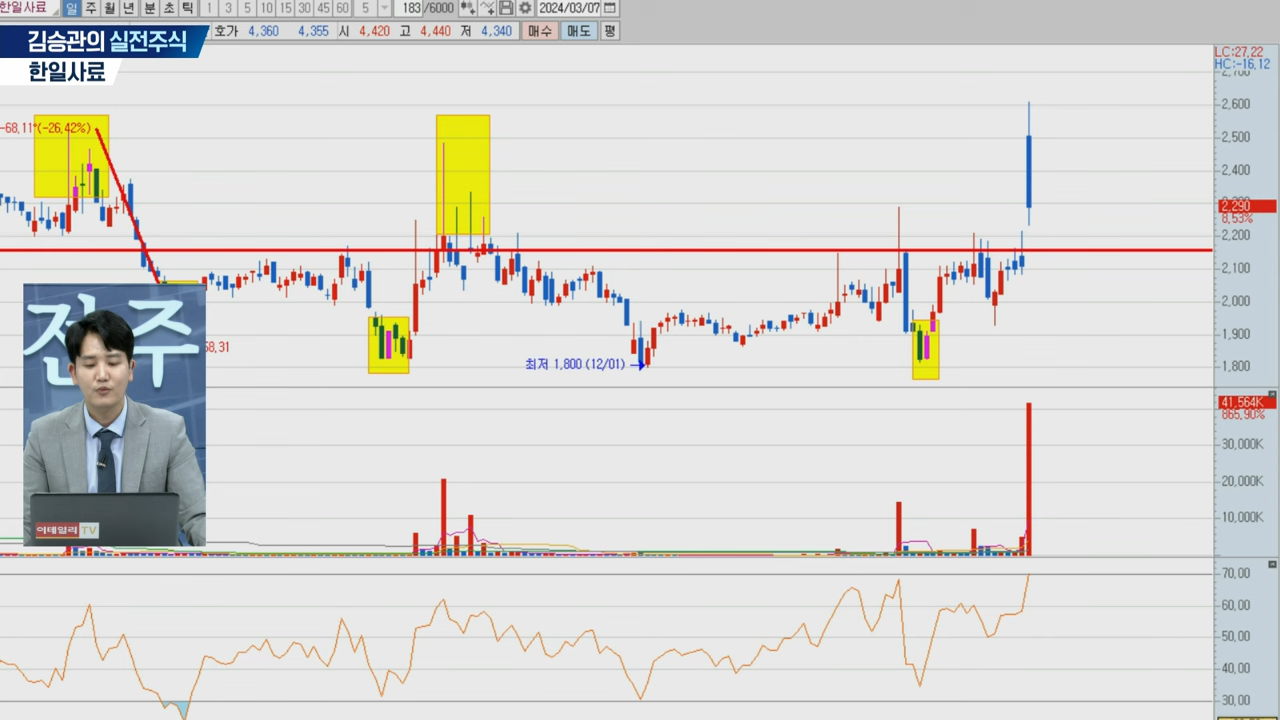 한일사료 일 주 월 년 분 초 틱 1 3 5 10 15 30 45 60 5 183 /6000 2024/03/07
호가 4,360 4,355 시 4,420 고 4,440 저 4,340 매수 매도 평
김승관의 실전주식
한일사료
LC:27,22
HC:-16,12
2,700
2,600
-68,11*(-26,42%)
2,500
2,400
2,290
8,53%
2,200
2,100
2,000
1,900
68,31
최저 1,800 (12/01)
1,800
전 주
41,564K
865,90%
30,000K
20,000K
10,000K
이데일리 TV
70,00
60,00
50,00
40,00
30,00